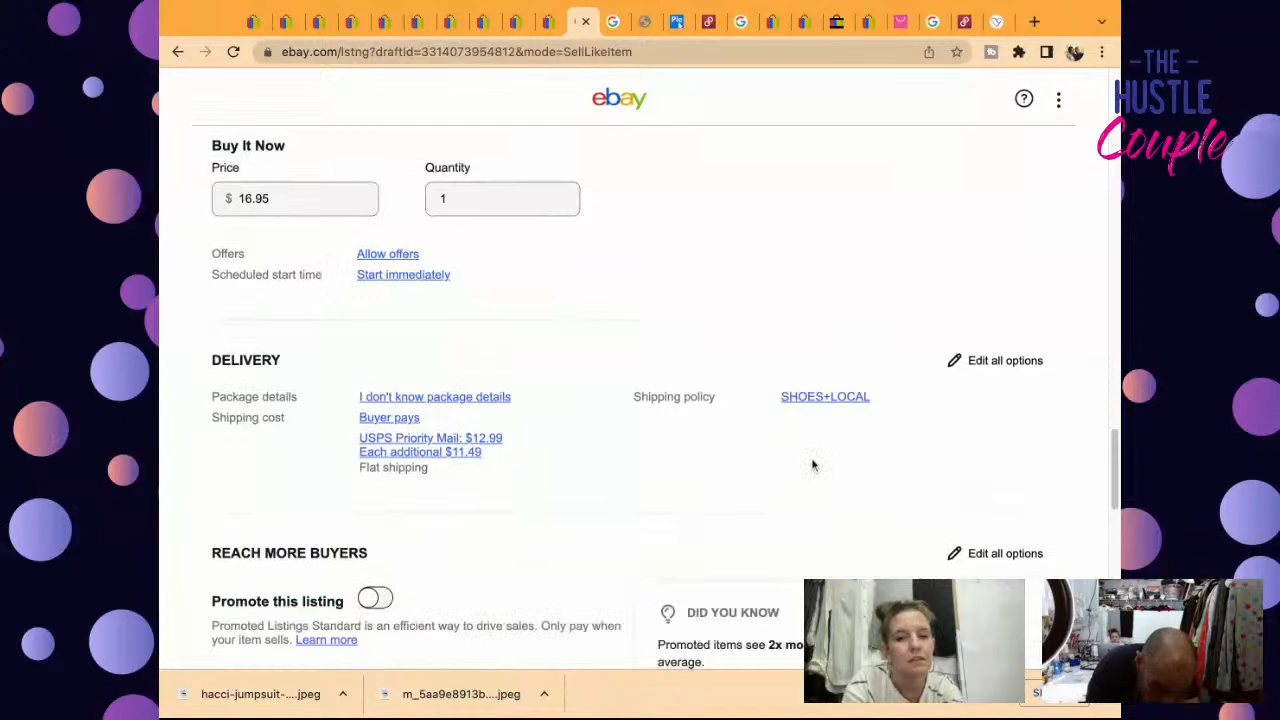 ebay.com/lstng?draftId=3314073954812&mode=SellLikeItem
-THE-
HUSTLE
Couple
ebay
Buy It Now
Price
Quantity
$ 16.95
1
Offers
Allow offers
Scheduled start time
Start immediately
DELIVERY
Edit all options
Package details
I don't know package details
Shipping policy
SHOES+LOCAL
Shipping cost
Buyer pays
USPS Priority Mail: $12.99
Each additional $11.49
Flat shipping
REACH MORE BUYERS
Edit all options
Promote this listing
DID YOU KNOW
Promoted Listings Standard is an efficient way to drive sales. Only pay when
your item sells. Learn more
Promoted items see 2x mo
average.
hacci-jumpsuit-....jpeg
m_5aa9e8913b....jpeg